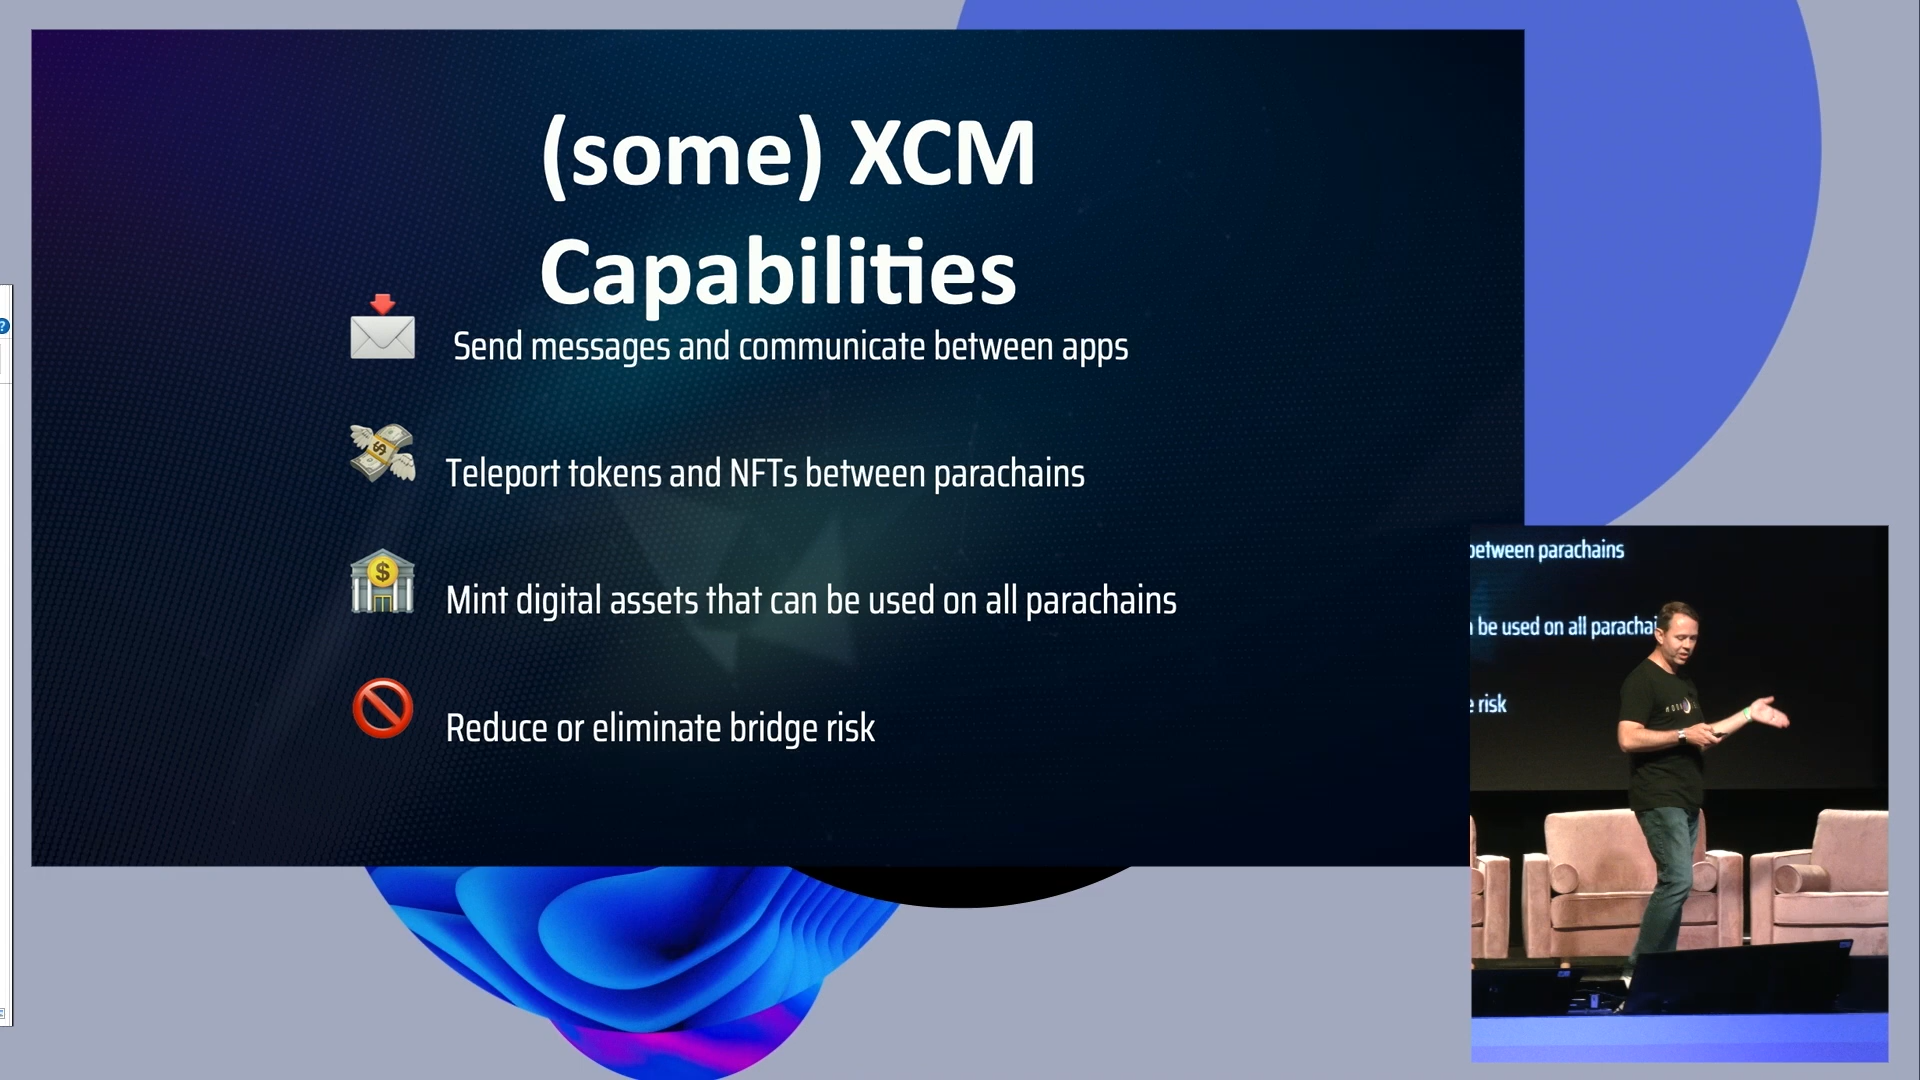 (some) XCM
Capabilities
Send messages and communicate between apps
Teleport tokens and NFTs between parachains
Mint digital assets that can be used on all parachains
Reduce or eliminate bridge risk
between parachains
be used on all parachai
risk